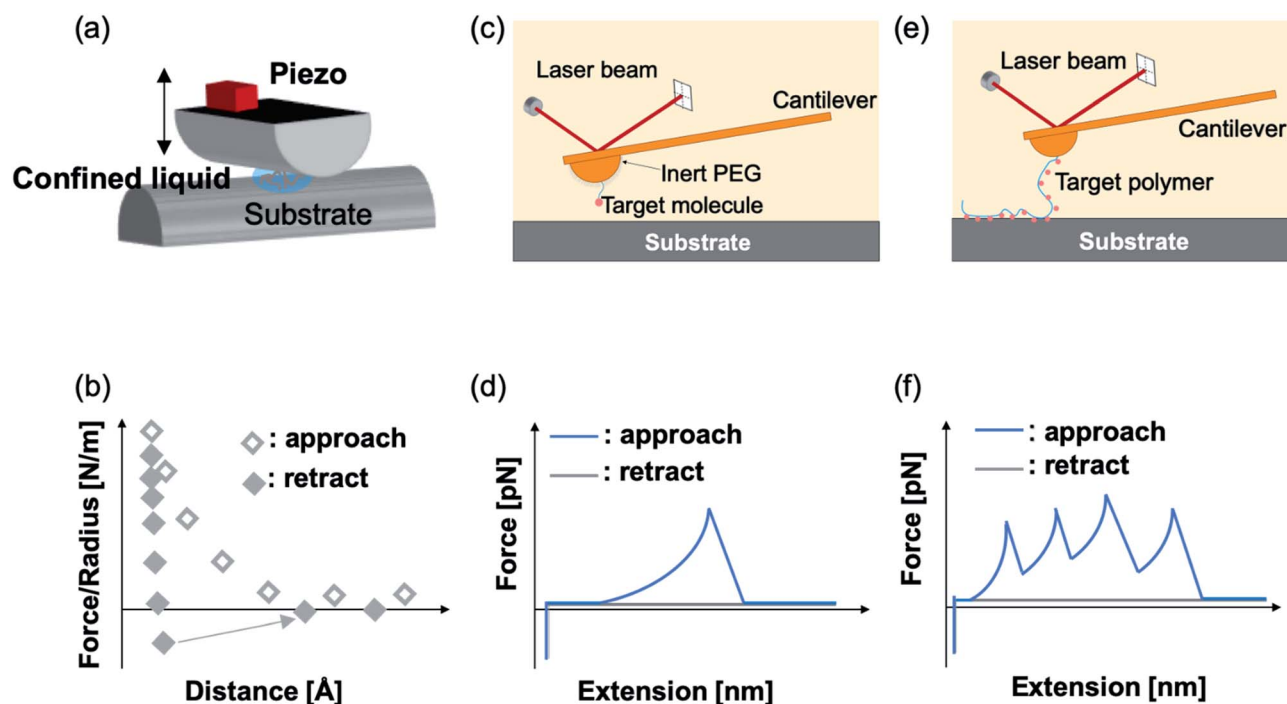 (a)
Piezo
Confined liquid
Substrate
(c)
Laser beam
Cantilever
Inert PEG
Target molecule
Substrate
(e)
Laser beam
Cantilever
Target polymer
Substrate
(b)
Force/Radius [N/m]
: approach
: retract
Distance [Å]
(d)
Force [pN]
: approach
: retract
Extension [nm]
(f)
Force [pN]
: approach
: retract
Extension [nm]